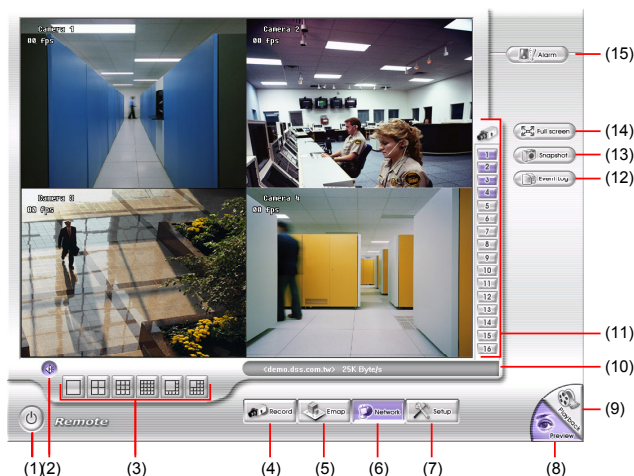 Camera 1
00 fps
Camera 2
00 fps
Alarm
(15)
Full screen
(14)
Snapshot
(13)
Event Log
(12)
1
2
3
4
5
6
7
8
9
10
11
12
13
14
15
16
(11)
Camera 3
00 fps
Camera 4
00 fps
<demo.dss.com.tw> 25K Byte/s
(10)
Remote
Record
Emap
Network
Setup
Playback
Preview
(9)
(1)
(2)
(3)
(4)
(5)
(6)
(7)
(8)